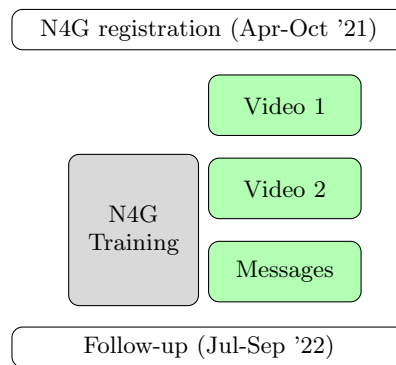 N4G registration (Apr-Oct '21)
Video 1
N4G
Training
Video 2
Messages
Follow-up (Jul-Sep '22)